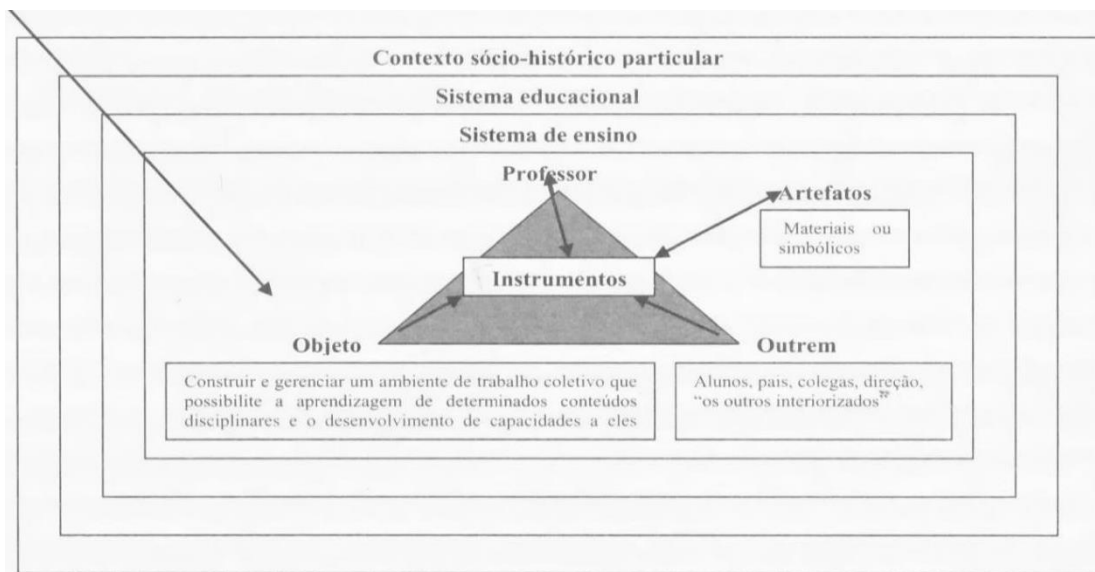 Contexto sócio-histórico particular
Sistema educacional
Sistema de ensino
Professor
Artefatos
Materiais ou
simbólicos
Instrumentos
Objeto
Outrem
Construir e gerenciar um ambiente de trabalho coletivo que
possibilite a aprendizagem de determinados conteúdos
disciplinares e o desenvolvimento de capacidades a eles
Alunos, pais, colegas, direção,
“os outros interiorizados”